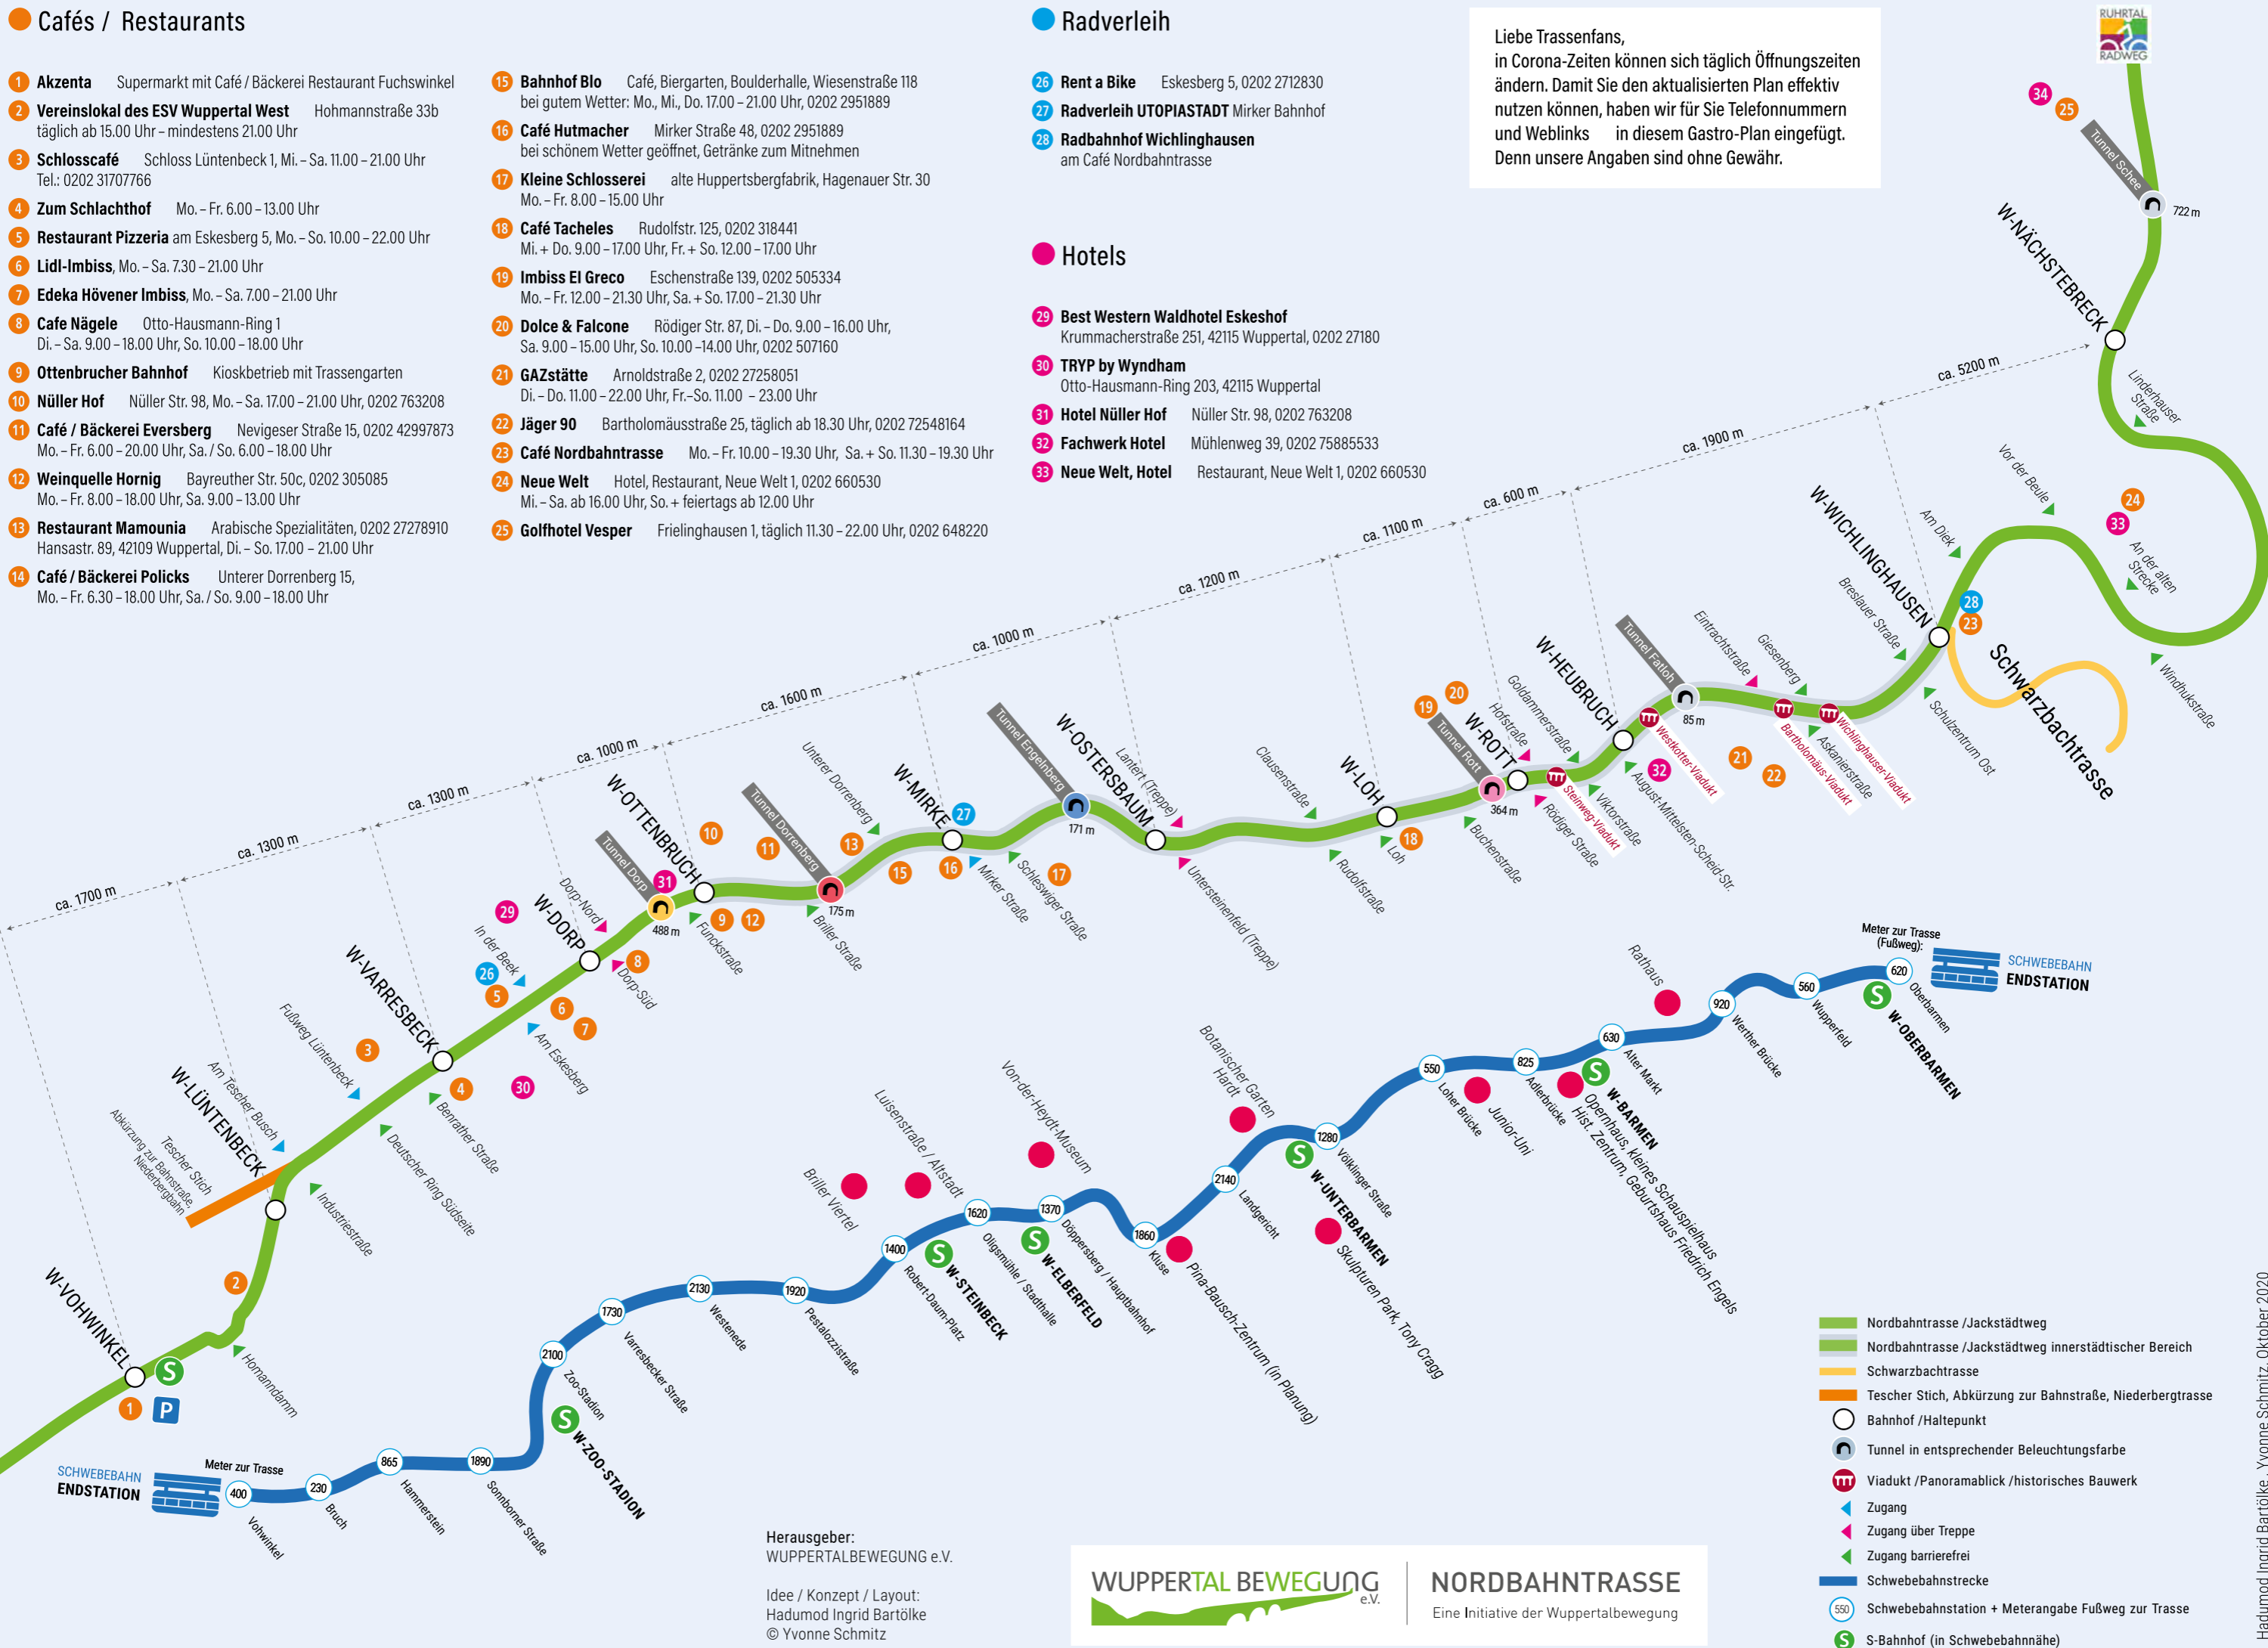 Cafés / Restaurants
1 Akzenta Supermarkt mit Café / Bäckerei Restaurant Fuchswinkel
2 Vereinslokal des ESV Wuppertal West Hohmannstraße 33b
täglich ab 15.00 Uhr – mindestens 21.00 Uhr
3 Schlosscafé Schloss Lüntenbeck 1, Mi. – Sa. 11.00 – 21.00 Uhr
Tel.: 0202 31707766
4 Zum Schlachthof Mo. – Fr. 6.00 – 13.00 Uhr
5 Restaurant Pizzeria am Eskesberg 5, Mo. – So. 10.00 – 22.00 Uhr
6 Lidl-Imbiss, Mo. – Sa. 7.30 – 21.00 Uhr
7 Edeka Hövener Imbiss, Mo. – Sa. 7.00 – 21.00 Uhr
8 Cafe Nägele Otto-Hausmann-Ring 1
Di. – Sa. 9.00 – 18.00 Uhr, So. 10.00 – 18.00 Uhr
9 Ottenbrucher Bahnhof Kioskbetrieb mit Trassengarten
10 Nüller Hof Nüller Str. 98, Mo. – Sa. 17.00 – 21.00 Uhr, 0202 763208
11 Café / Bäckerei Eversberg Nevigeser Straße 15, 0202 42997873
Mo. – Fr. 6.00 – 20.00 Uhr, Sa. / So. 6.00 – 18.00 Uhr
12 Weinquelle Hornig Bayreuther Str. 50c, 0202 305085
Mo. – Fr. 8.00 – 18.00 Uhr, Sa. 9.00 – 13.00 Uhr
13 Restaurant Mamounia Arabische Spezialitäten, 0202 27278910
Hansastr. 89, 42109 Wuppertal, Di. – So. 17.00 – 21.00 Uhr
14 Café / Bäckerei Policks Unterer Dorrenberg 15,
Mo. – Fr. 6.30 – 18.00 Uhr, Sa. / So. 9.00 – 18.00 Uhr
15 Bahnhof Blo Café, Biergarten, Boulderhalle, Wiesenstraße 118
bei gutem Wetter: Mo., Mi., Do. 17.00 – 21.00 Uhr, 0202 2951889
16 Café Hutmacher Mirker Straße 48, 0202 2951889
bei schönem Wetter geöffnet, Getränke zum Mitnehmen
17 Kleine Schlosserei alte Huppertsbergfabrik, Hagenauer Str. 30
Mo. – Fr. 8.00 – 15.00 Uhr
18 Café Tacheles Rudolfstr. 125, 0202 318441
Mi. + Do. 9.00 – 17.00 Uhr, Fr. + So. 12.00 – 17.00 Uhr
19 Imbiss El Greco Eschenstraße 139, 0202 505334
Mo. – Fr. 12.00 – 21.30 Uhr, Sa. + So. 17.00 – 21.30 Uhr
20 Dolce & Falcone Rödiger Str. 87, Di. – Do. 9.00 – 16.00 Uhr,
Sa. 9.00 – 15.00 Uhr, So. 10.00 –14.00 Uhr, 0202 507160
21 GAZstätte Arnoldstraße 2, 0202 27258051
Di. – Do. 11.00 – 22.00 Uhr, Fr.–So. 11.00 – 23.00 Uhr
22 Jäger 90 Bartholomäusstraße 25, täglich ab 18.30 Uhr, 0202 72548164
23 Café Nordbahntrasse Mo. – Fr. 10.00 – 19.30 Uhr, Sa. + So. 11.30 – 19.30 Uhr
24 Neue Welt Hotel, Restaurant, Neue Welt 1, 0202 660530
Mi. – Sa. ab 16.00 Uhr, So. + feiertags ab 12.00 Uhr
25 Golfhotel Vesper Frielinghausen 1, täglich 11.30 – 22.00 Uhr, 0202 648220
Radverleih
26 Rent a Bike Eskesberg 5, 0202 2712830
27 Radverleih UTOPIASTADT Mirker Bahnhof
28 Radbahnhof Wichlinghausen
am Café Nordbahntrasse
Hotels
29 Best Western Waldhotel Eskeshof
Krummacherstraße 251, 42115 Wuppertal, 0202 27180
30 TRYP by Wyndham
Otto-Hausmann-Ring 203, 42115 Wuppertal
31 Hotel Nüller Hof Nüller Str. 98, 0202 763208
32 Fachwerk Hotel Mühlenweg 39, 0202 75885533
33 Neue Welt, Hotel Restaurant, Neue Welt 1, 0202 660530
Liebe Trassenfans,
in Corona-Zeiten können sich täglich Öffnungszeiten
ändern. Damit Sie den aktualisierten Plan effektiv
nutzen können, haben wir für Sie Telefonnummern
und Weblinks in diesem Gastro-Plan eingefügt.
Denn unsere Angaben sind ohne Gewähr.
RUHRTAL
RADWEG
34
25
Tunnel Schee
722 m
W-NÄCHSTEBRECK
ca. 5200 m
Linderhauser
Straße
Vor der Beule
24
33
An der alten
Strecke
Am Diek
Windhukstraße
ca. 1900 m
W-WICHLINGHAUSEN
28
23
Breslauer Straße
Schulzentrum Ost
Schwarzbachtrasse
ca. 600 m
W-HEUBRUCH
Tunnel Fatloh
85 m
Eintrachtstraße
Giesenberg
Westkotter-Viadukt
Bartholomäus-Viadukt
Wichlinghauser-Viadukt
Askanierstraße
21
22
32
August-Mittelsten-Scheid-Str.
ca. 1100 m
W-ROTT
19
20
Tunnel Rott
364 m
Hofstraße
Goldammerstraße
Steinweg-Viadukt
Viktorstraße
Rödiger Straße
Buchenstraße
ca. 1200 m
W-LOH
18
Loh
Clausenstraße
Rudolfstraße
ca. 1000 m
W-OSTERSBAUM
Lantert (Treppe)
Untersteinenfeld (Treppe)
Tunnel Engelnberg
171 m
17
Schleswiger Straße
ca. 1600 m
W-MIRKE
27
16
Mirker Straße
15
Unterer Dorrenberg
13
Tunnel Dorrenberg
175 m
Briller Straße
11
10
ca. 1000 m
W-OTTENBRUCH
9
12
Funckstraße
31
Tunnel Dorp
488 m
ca. 1300 m
W-DORP
Dorp-Nord
Dorp-Süd
8
29
In der Beek
26
5
6
7
Am Eskesberg
30
ca. 1300 m
W-VARRESBECK
4
Benrather Straße
Deutscher Ring Südseite
3
Fußweg Lüntenbeck
ca. 1700 m
W-LÜNTENBECK
Am Tescher Busch
Tescher Stich
Abkürzung zur Bahnstraße,
Niederbergbahn
Industriestraße
2
W-VOHWINKEL
S
1
P
Homanndamm
SCHWEBEBAHN
ENDSTATION
Meter zur Trasse
400 Vohwinkel
230 Bruch
865 Hammerstein
1890 Sonnborner Straße
2100 Zoo-Stadion
S W-ZOO-STADION
1730 Varresbecker Straße
2130 Westenede
1920 Pestalozzistraße
1400 Robert-Daum-Platz
S W-STEINBECK
Briller Viertel
Luisenstraße / Altstadt
1620 Oligsmühle / Stadthalle
Von-der-Heydt-Museum
1370 Döppersberg / Hauptbahnhof
S W-ELBERFELD
1860 Kluse
Pina-Bausch-Zentrum (in Planung)
2140 Landgericht
Botanischer Garten
Hardt
1280 Völklinger Straße
S W-UNTERBARMEN
Skulpturen Park, Tony Cragg
550 Loher Brücke
Junior-Uni
825 Adlerbrücke
Opernhaus, kleines Schauspielhaus
Hist. Zentrum, Geburtshaus Friedrich Engels
630 Alter Markt
S W-BARMEN
Rathaus
920 Werther Brücke
560 Wupperfeld
620 Oberbarmen
S W-OBERBARMEN
Meter zur Trasse
(Fußweg):
SCHWEBEBAHN
ENDSTATION
Herausgeber:
WUPPERTALBEWEGUNG e.V.
Idee / Konzept / Layout:
Hadumod Ingrid Bartölke
© Yvonne Schmitz
WUPPERTAL BEWEGUNG
e.V.
NORDBAHNTRASSE
Eine Initiative der Wuppertalbewegung
Nordbahntrasse /Jackstädtweg
Nordbahntrasse /Jackstädtweg innerstädtischer Bereich
Schwarzbachtrasse
Tescher Stich, Abkürzung zur Bahnstraße, Niederbergtrasse
Bahnhof /Haltepunkt
Tunnel in entsprechender Beleuchtungsfarbe
Viadukt /Panoramablick /historisches Bauwerk
Zugang
Zugang über Treppe
Zugang barrierefrei
Schwebebahnstrecke
550 Schwebebahnstation + Meterangabe Fußweg zur Trasse
S S-Bahnhof (in Schwebebahnnähe)
Hadumod Ingrid Bartölke, Yvonne Schmitz, Oktober 2020